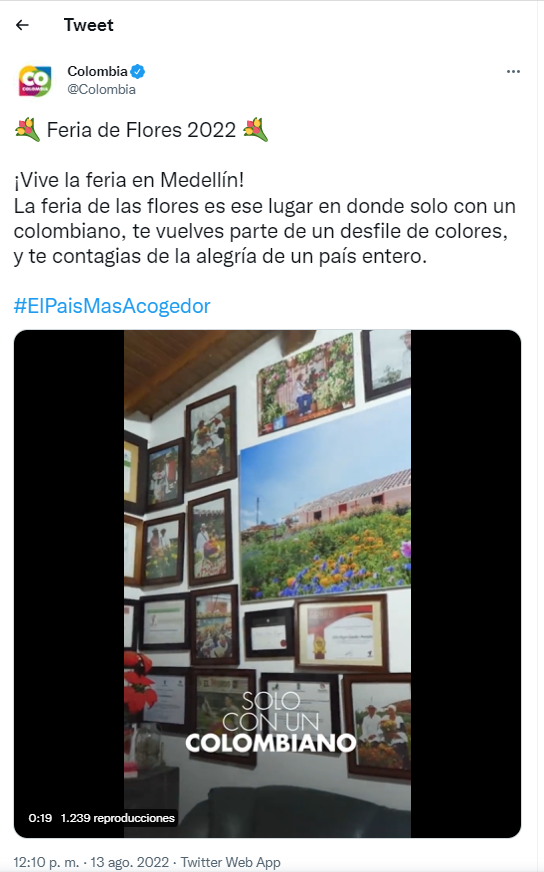 Tweet
Colombia
@Colombia
CO
COLOMBIA
Feria de Flores 2022
¡Vive la feria en Medellín!
La feria de las flores es ese lugar en donde solo con un
colombiano, te vuelves parte de un desfile de colores,
y te contagias de la alegría de un país entero.
#ElPaisMasAcogedor
SOLO
CON UN
COLOMBIANO
0:19 1.239 reproducciones
12:10 p. m. · 13 ago. 2022 · Twitter Web App